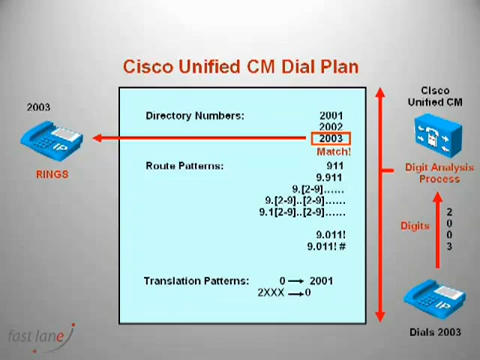 Cisco Unified CM Dial Plan
Cisco
Unified CM
2003
IP
RINGS
Directory Numbers: 2001
2002
2003
Match!
Route Patterns: 911
9.911
9.[2-9]......
9.[2-9]..[2-9]......
9.1[2-9]..[2-9]......
9.011!
9.011! #
Translation Patterns: 0 → 2001
2XXX → 0
Digit Analysis
Process
Digits
2
0
0
3
IP
Dials 2003
fast lane